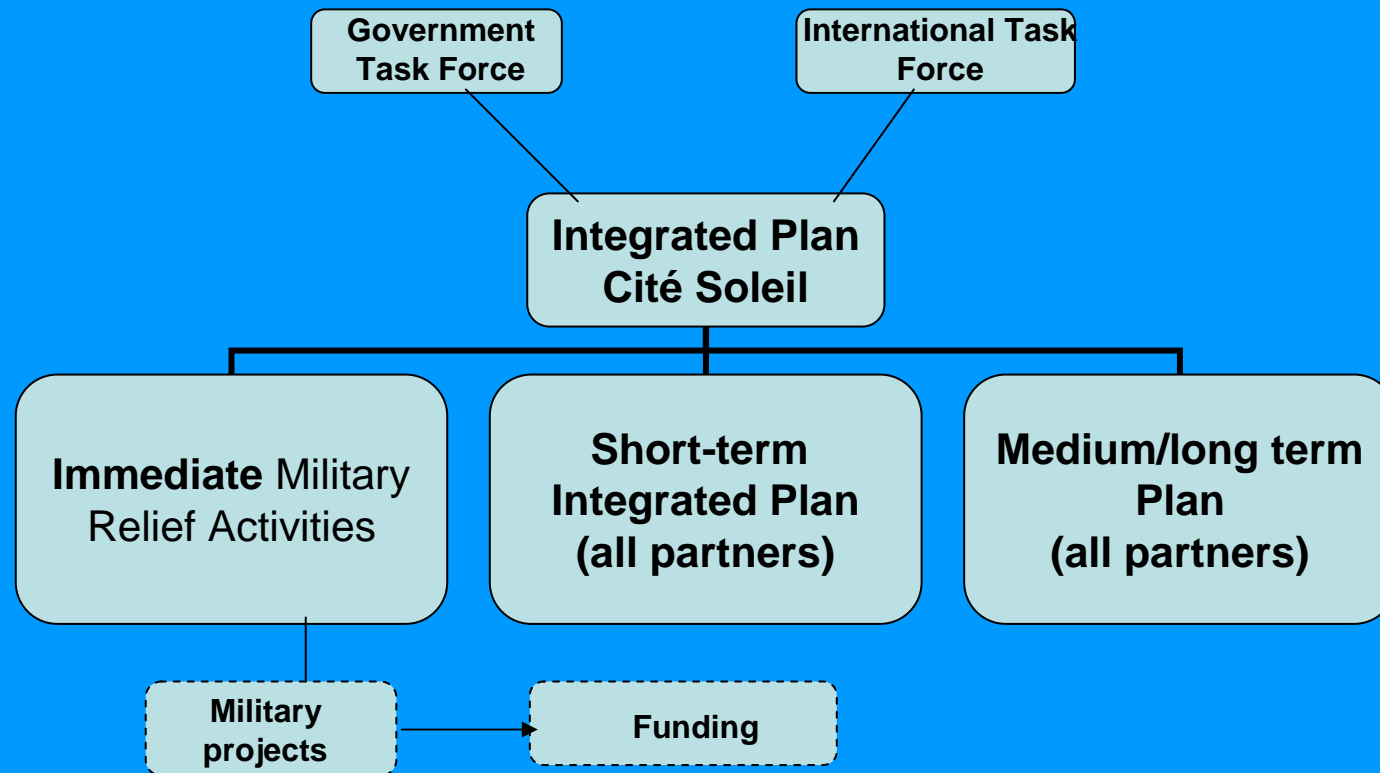 Government
Task Force
International Task
Force
Integrated Plan
Cité Soleil
Immediate Military
Relief Activities
Short-term
Integrated Plan
(all partners)
Medium/long term
Plan
(all partners)
Military
projects
Funding